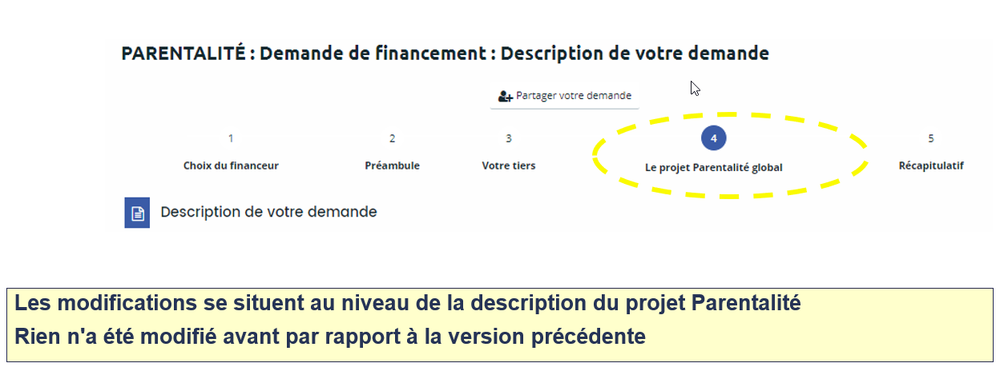 PARENTALITÉ : Demande de financement : Description de votre demande
Partager votre demande
1 2 3 4 5
Choix du financeur Préambule Votre tiers Le projet Parentalité global Récapitulatif
Description de votre demande
Les modifications se situent au niveau de la description du projet Parentalité
Rien n'a été modifié avant par rapport à la version précédente